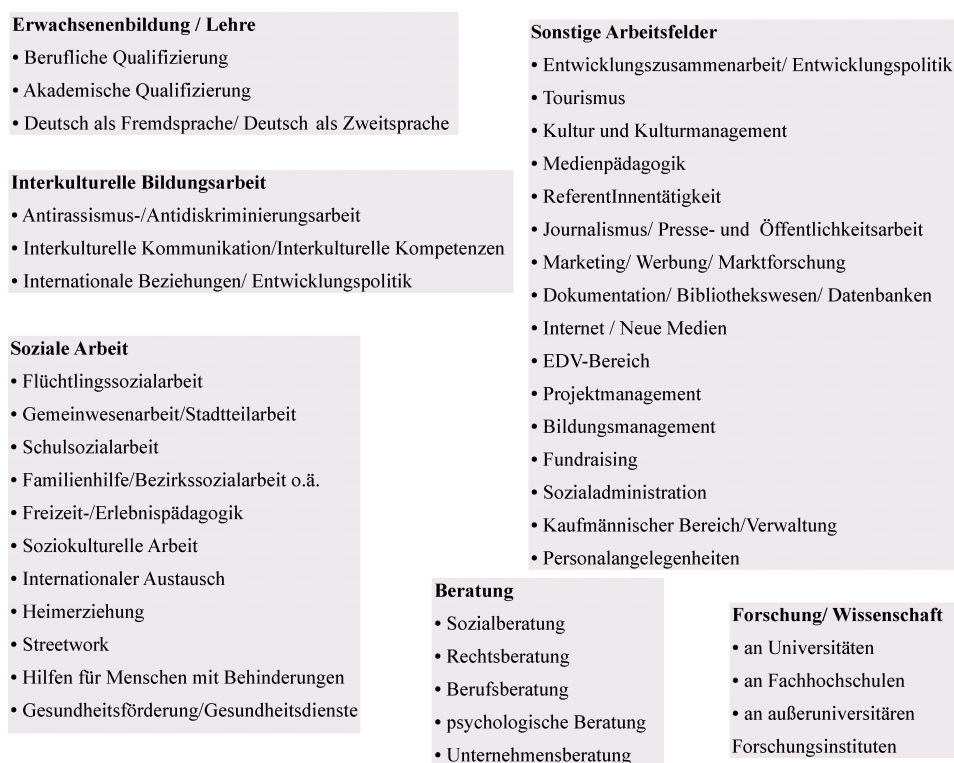 Erwachsenenbildung / Lehre
• Berufliche Qualifizierung
• Akademische Qualifizierung
• Deutsch als Fremdsprache/ Deutsch als Zweitsprache
Interkulturelle Bildungsarbeit
• Antirassismus-/Antidiskriminierungsarbeit
• Interkulturelle Kommunikation/Interkulturelle Kompetenzen
• Internationale Beziehungen/ Entwicklungspolitik
Soziale Arbeit
• Flüchtlingssozialarbeit
• Gemeinwesenarbeit/Stadtteilarbeit
• Schulsozialarbeit
• Familienhilfe/Bezirkssozialarbeit o.ä.
• Freizeit-/Erlebnispädagogik
• Soziokulturelle Arbeit
• Internationaler Austausch
• Heimerziehung
• Streetwork
• Hilfen für Menschen mit Behinderungen
• Gesundheitsförderung/Gesundheitsdienste
Sonstige Arbeitsfelder
• Entwicklungszusammenarbeit/ Entwicklungspolitik
• Tourismus
• Kultur und Kulturmanagement
• Medienpädagogik
• ReferentInnentätigkeit
• Journalismus/ Presse- und Öffentlichkeitsarbeit
• Marketing/ Werbung/ Marktforschung
• Dokumentation/ Bibliothekswesen/ Datenbanken
• Internet / Neue Medien
• EDV-Bereich
• Projektmanagement
• Bildungsmanagement
• Fundraising
• Sozialadministration
• Kaufmännischer Bereich/Verwaltung
• Personalangelegenheiten
Beratung
• Sozialberatung
• Rechtsberatung
• Berufsberatung
• psychologische Beratung
• Unternehmensberatung
Forschung/ Wissenschaft
• an Universitäten
• an Fachhochschulen
• an außeruniversitären
Forschungsinstituten